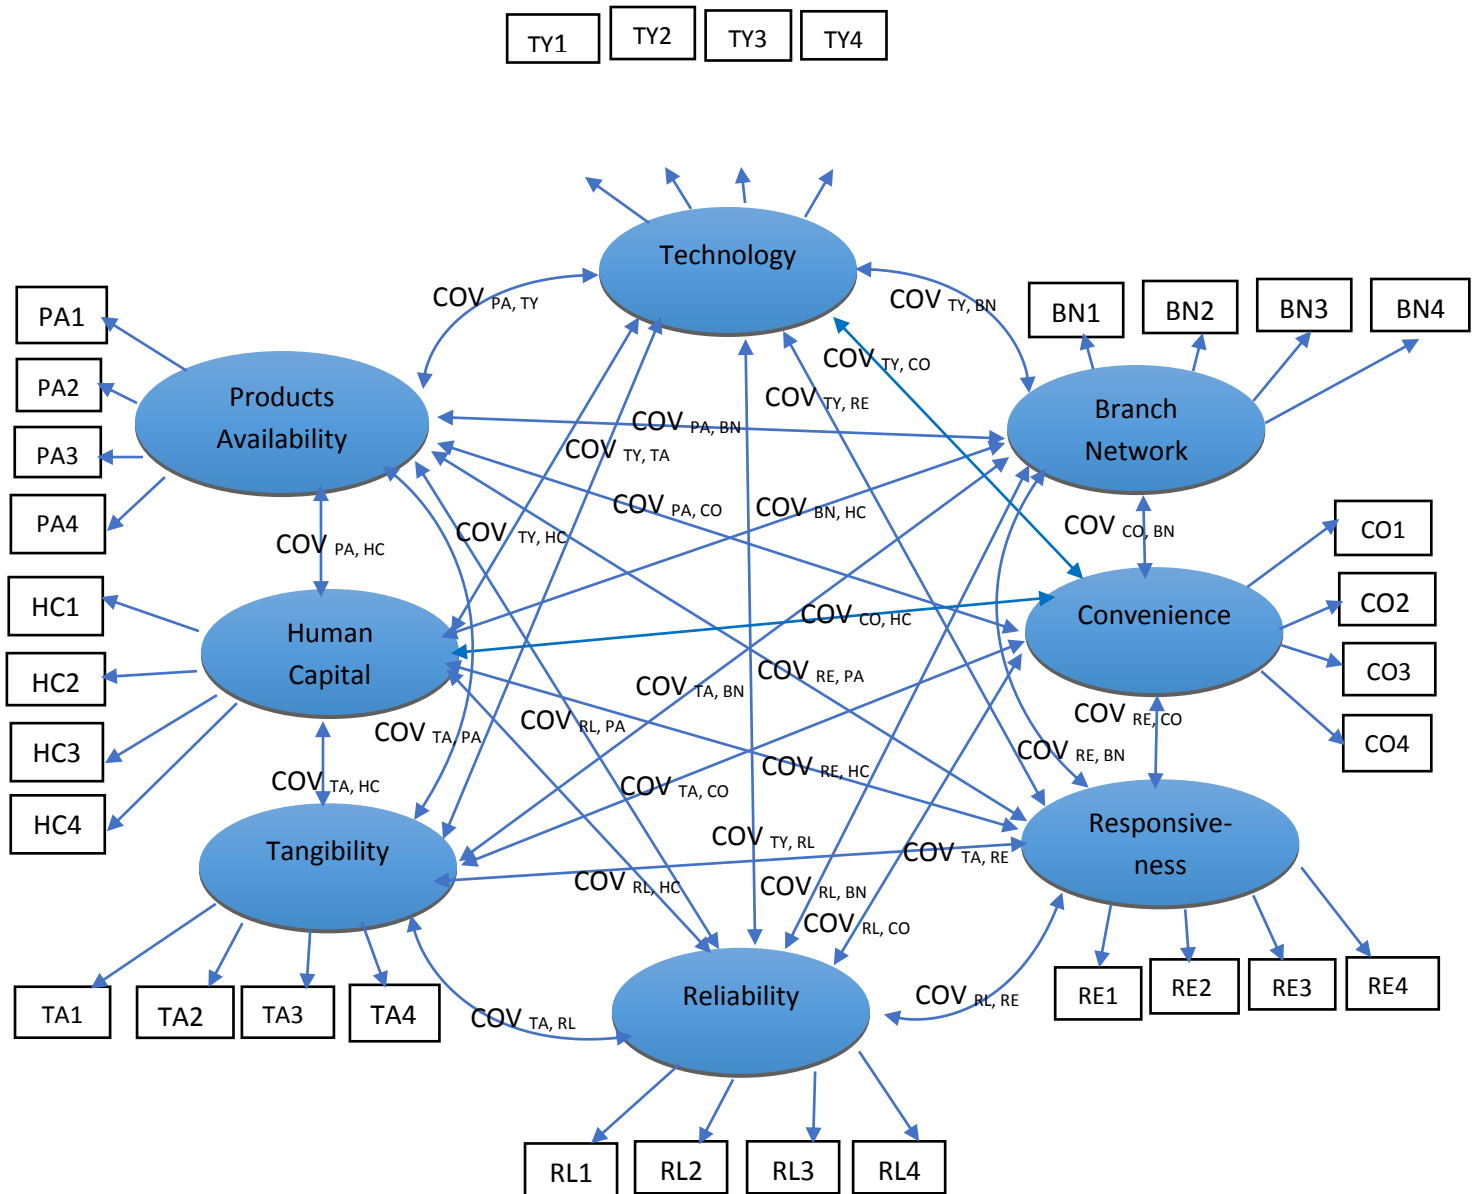 TY1
TY2
TY3
TY4
Technology
COV PA, TY
COV TY, BN
PA1
PA2
PA3
PA4
BN1
BN2
BN3
BN4
Products
Availability
Branch
Network
COV TY, CO
COV TY, RE
COV PA, BN
COV TY, TA
COV PA, CO
COV BN, HC
COV TY, HC
COV PA, HC
COV CO, BN
CO1
CO2
CO3
CO4
HC1
HC2
HC3
HC4
Human
Capital
Convenience
COV CO, HC
COV RE, PA
COV TA, BN
COV RL, PA
COV TA, PA
COV RE, CO
COV RE, BN
COV RE, HC
COV TA, CO
COV TA, HC
Tangibility
Responsive-
ness
COV TY, RL
COV TA, RE
COV RL, HC
COV RL, BN
COV RL, CO
COV RL, RE
COV TA, RL
Reliability
TA1
TA2
TA3
TA4
RE1
RE2
RE3
RE4
RL1
RL2
RL3
RL4